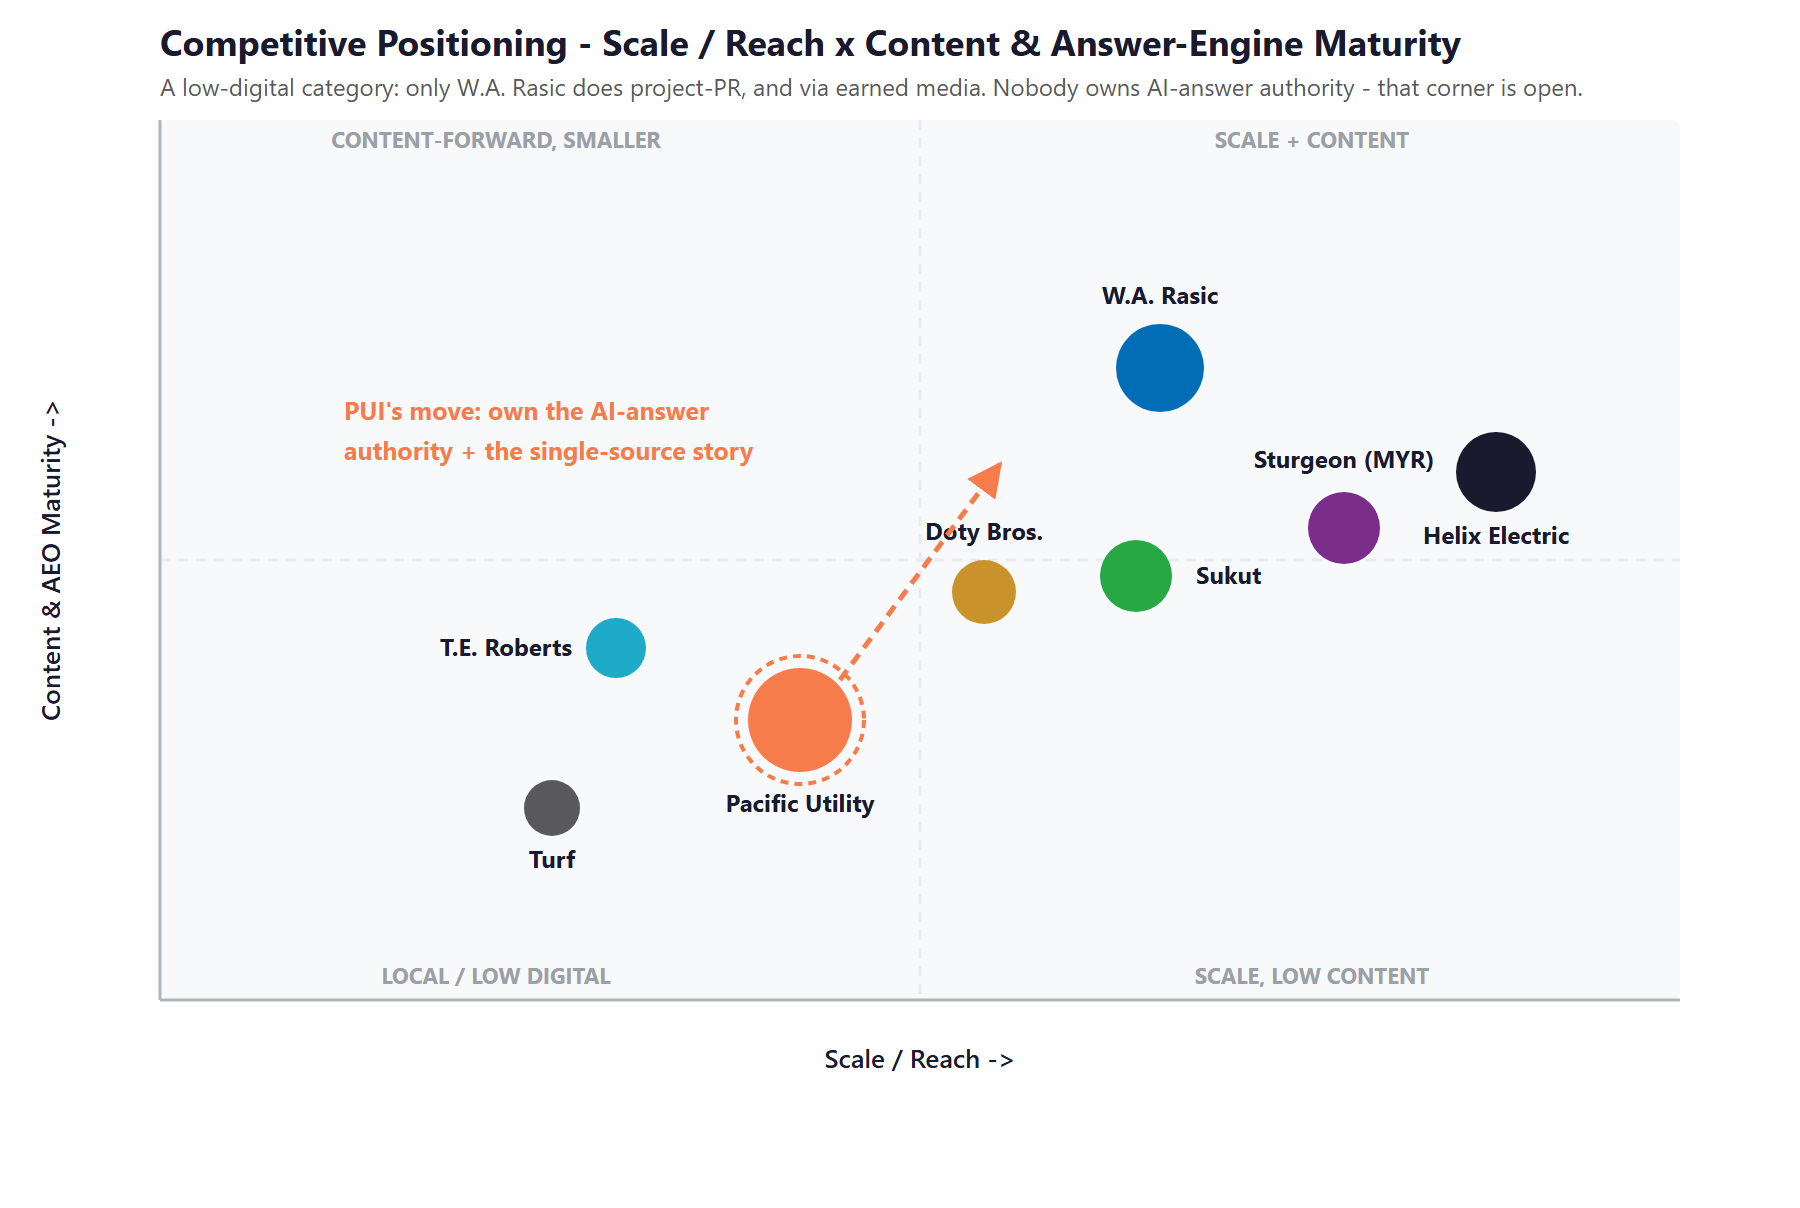 Competitive Positioning - Scale / Reach x Content & Answer-Engine Maturity
A low-digital category: only W.A. Rasic does project-PR, and via earned media. Nobody owns AI-answer authority - that corner is open.
CONTENT-FORWARD, SMALLER
SCALE + CONTENT
W.A. Rasic
PUI's move: own the AI-answer
authority + the single-source story
Sturgeon (MYR)
Helix Electric
Doty Bros.
Sukut
T.E. Roberts
Pacific Utility
Turf
LOCAL / LOW DIGITAL
SCALE, LOW CONTENT
Content & AEO Maturity ->
Scale / Reach ->